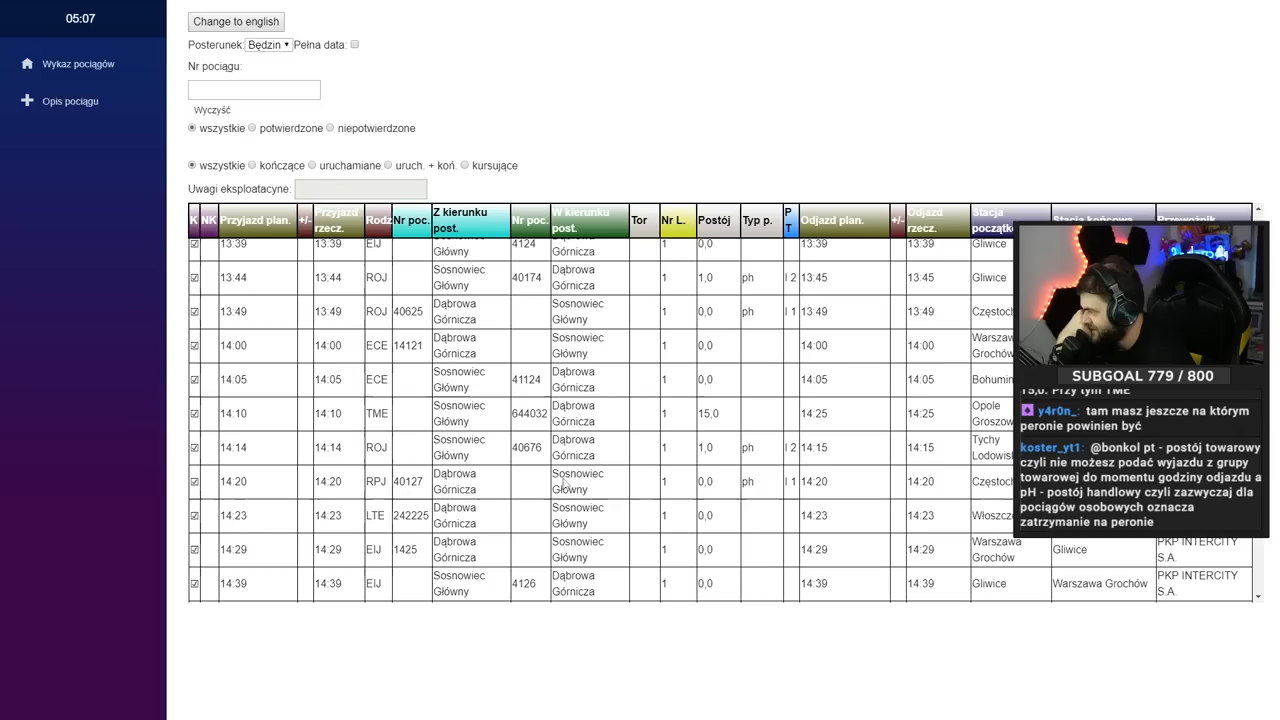 05:07
Wykaz pociągów
Opis pociągu
Change to english
Posterunek: Będzin Pełna data:
Nr pociągu:
Wyczyść
wszystkie potwierdzone niepotwierdzone
wszystkie kończące uruchamiane uruch. + koń. kursujące
Uwagi eksploatacyjne:
K NK Przyjazd plan. +/- Przyjazd rzecz. Rodz Nr poc. Z kierunku post. Nr poc. W kierunku post. Tor Nr L. Postój Typ p. P T Odjazd plan. +/- Odjazd rzecz. Stacja
13:39 13:39 EIJ Sosnowiec Główny 4124 Dąbrowa Górnicza 1 0,0 13:39 13:39 Gliwice
13:44 13:44 ROJ Sosnowiec Główny 40174 Dąbrowa Górnicza 1 1,0 ph I 2 13:45 13:45 Gliwice
13:49 13:49 ROJ 40625 Dąbrowa Górnicza Sosnowiec Główny 1 0,0 ph I 1 13:49 13:49 Częstoch
14:00 14:00 ECE 14121 Dąbrowa Górnicza Sosnowiec Główny 1 0,0 14:00 14:00 Warszaw Grochów
14:05 14:05 ECE Sosnowiec Główny 41124 Dąbrowa Górnicza 1 0,0 14:05 14:05 Bohumin
14:10 14:10 TME Sosnowiec Główny 644032 Dąbrowa Górnicza 1 15,0 14:25 14:25 Opole Groszow
14:14 14:14 ROJ Sosnowiec Główny 40676 Dąbrowa Górnicza 1 1,0 ph I 2 14:15 14:15 Tychy Lodowis
14:20 14:20 RPJ 40127 Dąbrowa Górnicza Sosnowiec Główny 1 0,0 ph I 1 14:20 14:20 Częstoch
14:23 14:23 LTE 242225 Dąbrowa Górnicza Sosnowiec Główny 1 0,0 14:23 14:23 Włoszcz
14:29 14:29 EIJ 1425 Dąbrowa Górnicza Sosnowiec Główny 1 0,0 14:29 14:29 Warszawa Grochów Gliwice PKP INTERCITY S.A.
14:39 14:39 EIJ Sosnowiec Główny 4126 Dąbrowa Górnicza 1 0,0 14:39 14:39 Gliwice Warszawa Grochów PKP INTERCITY S.A.
SUBGOAL 779 / 800
15,0. Przy tym TME
y4r0n_: tam masz jeszcze na którym
peronie powinien być
koster_yt1: @bonkol pt - postój towarowy
czyli nie możesz podać wyjazdu z grupy
towarowej do momentu godziny odjazdu a
pH - postój handlowy czyli zazwyczaj dla
pociągów osobowych oznacza
zatrzymanie na peronie